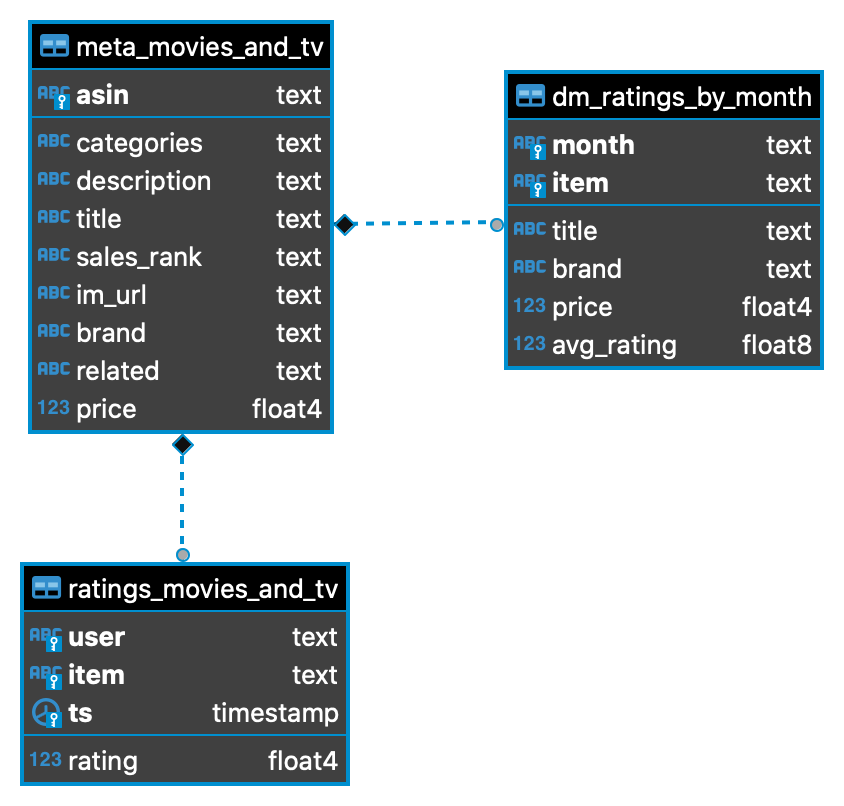 meta_movies_and_tv
ABC asin text
ABC categories text
ABC description text
ABC title text
ABC sales_rank text
ABC im_url text
ABC brand text
ABC related text
123 price float4
dm_ratings_by_month
ABC month text
ABC item text
ABC title text
ABC brand text
123 price float4
123 avg_rating float8
ratings_movies_and_tv
ABC user text
ABC item text
ts timestamp
123 rating float4